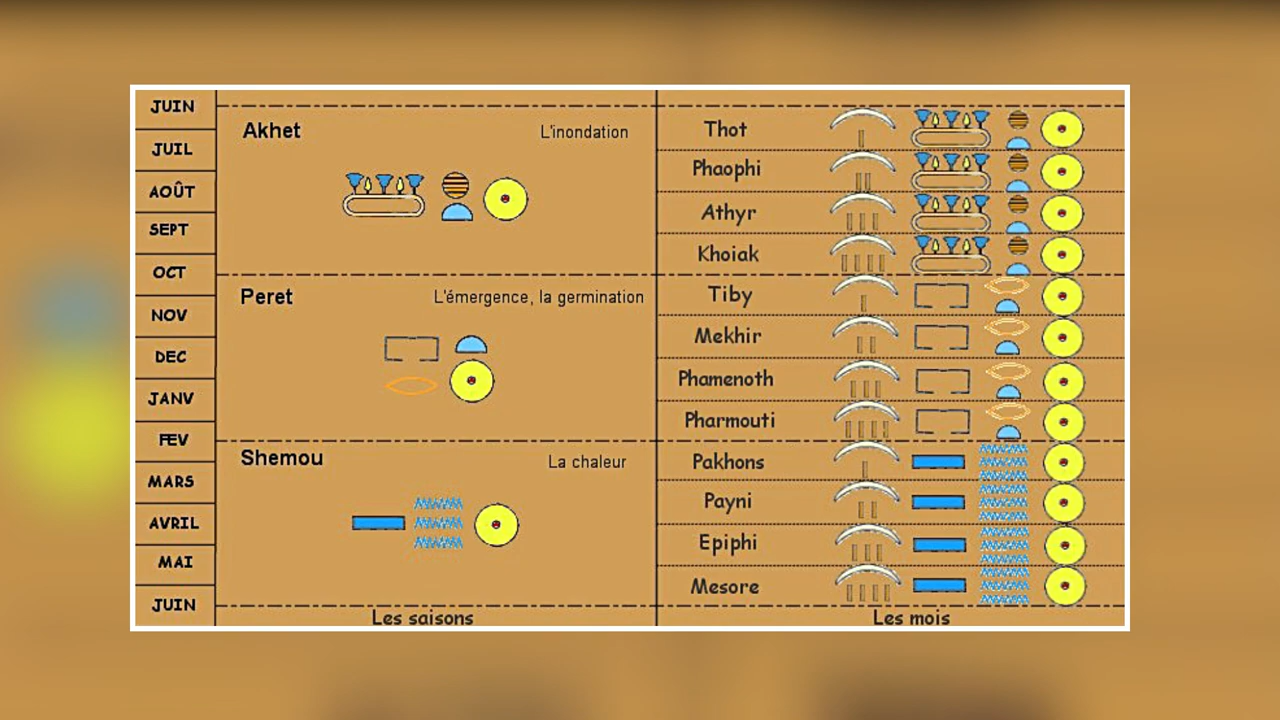 JUIN
JUIL
AOÛT
SEPT
OCT
NOV
DEC
JANV
FEV
MARS
AVRIL
MAI
JUIN
Akhet
L'inondation
Peret
L'émergence, la germination
Shemou
La chaleur
Les saisons
Thot
Phaophi
Athyr
Khoiak
Tiby
Mekhir
Phamenoth
Pharmouti
Pakhons
Payni
Epiphi
Mesore
Les mois